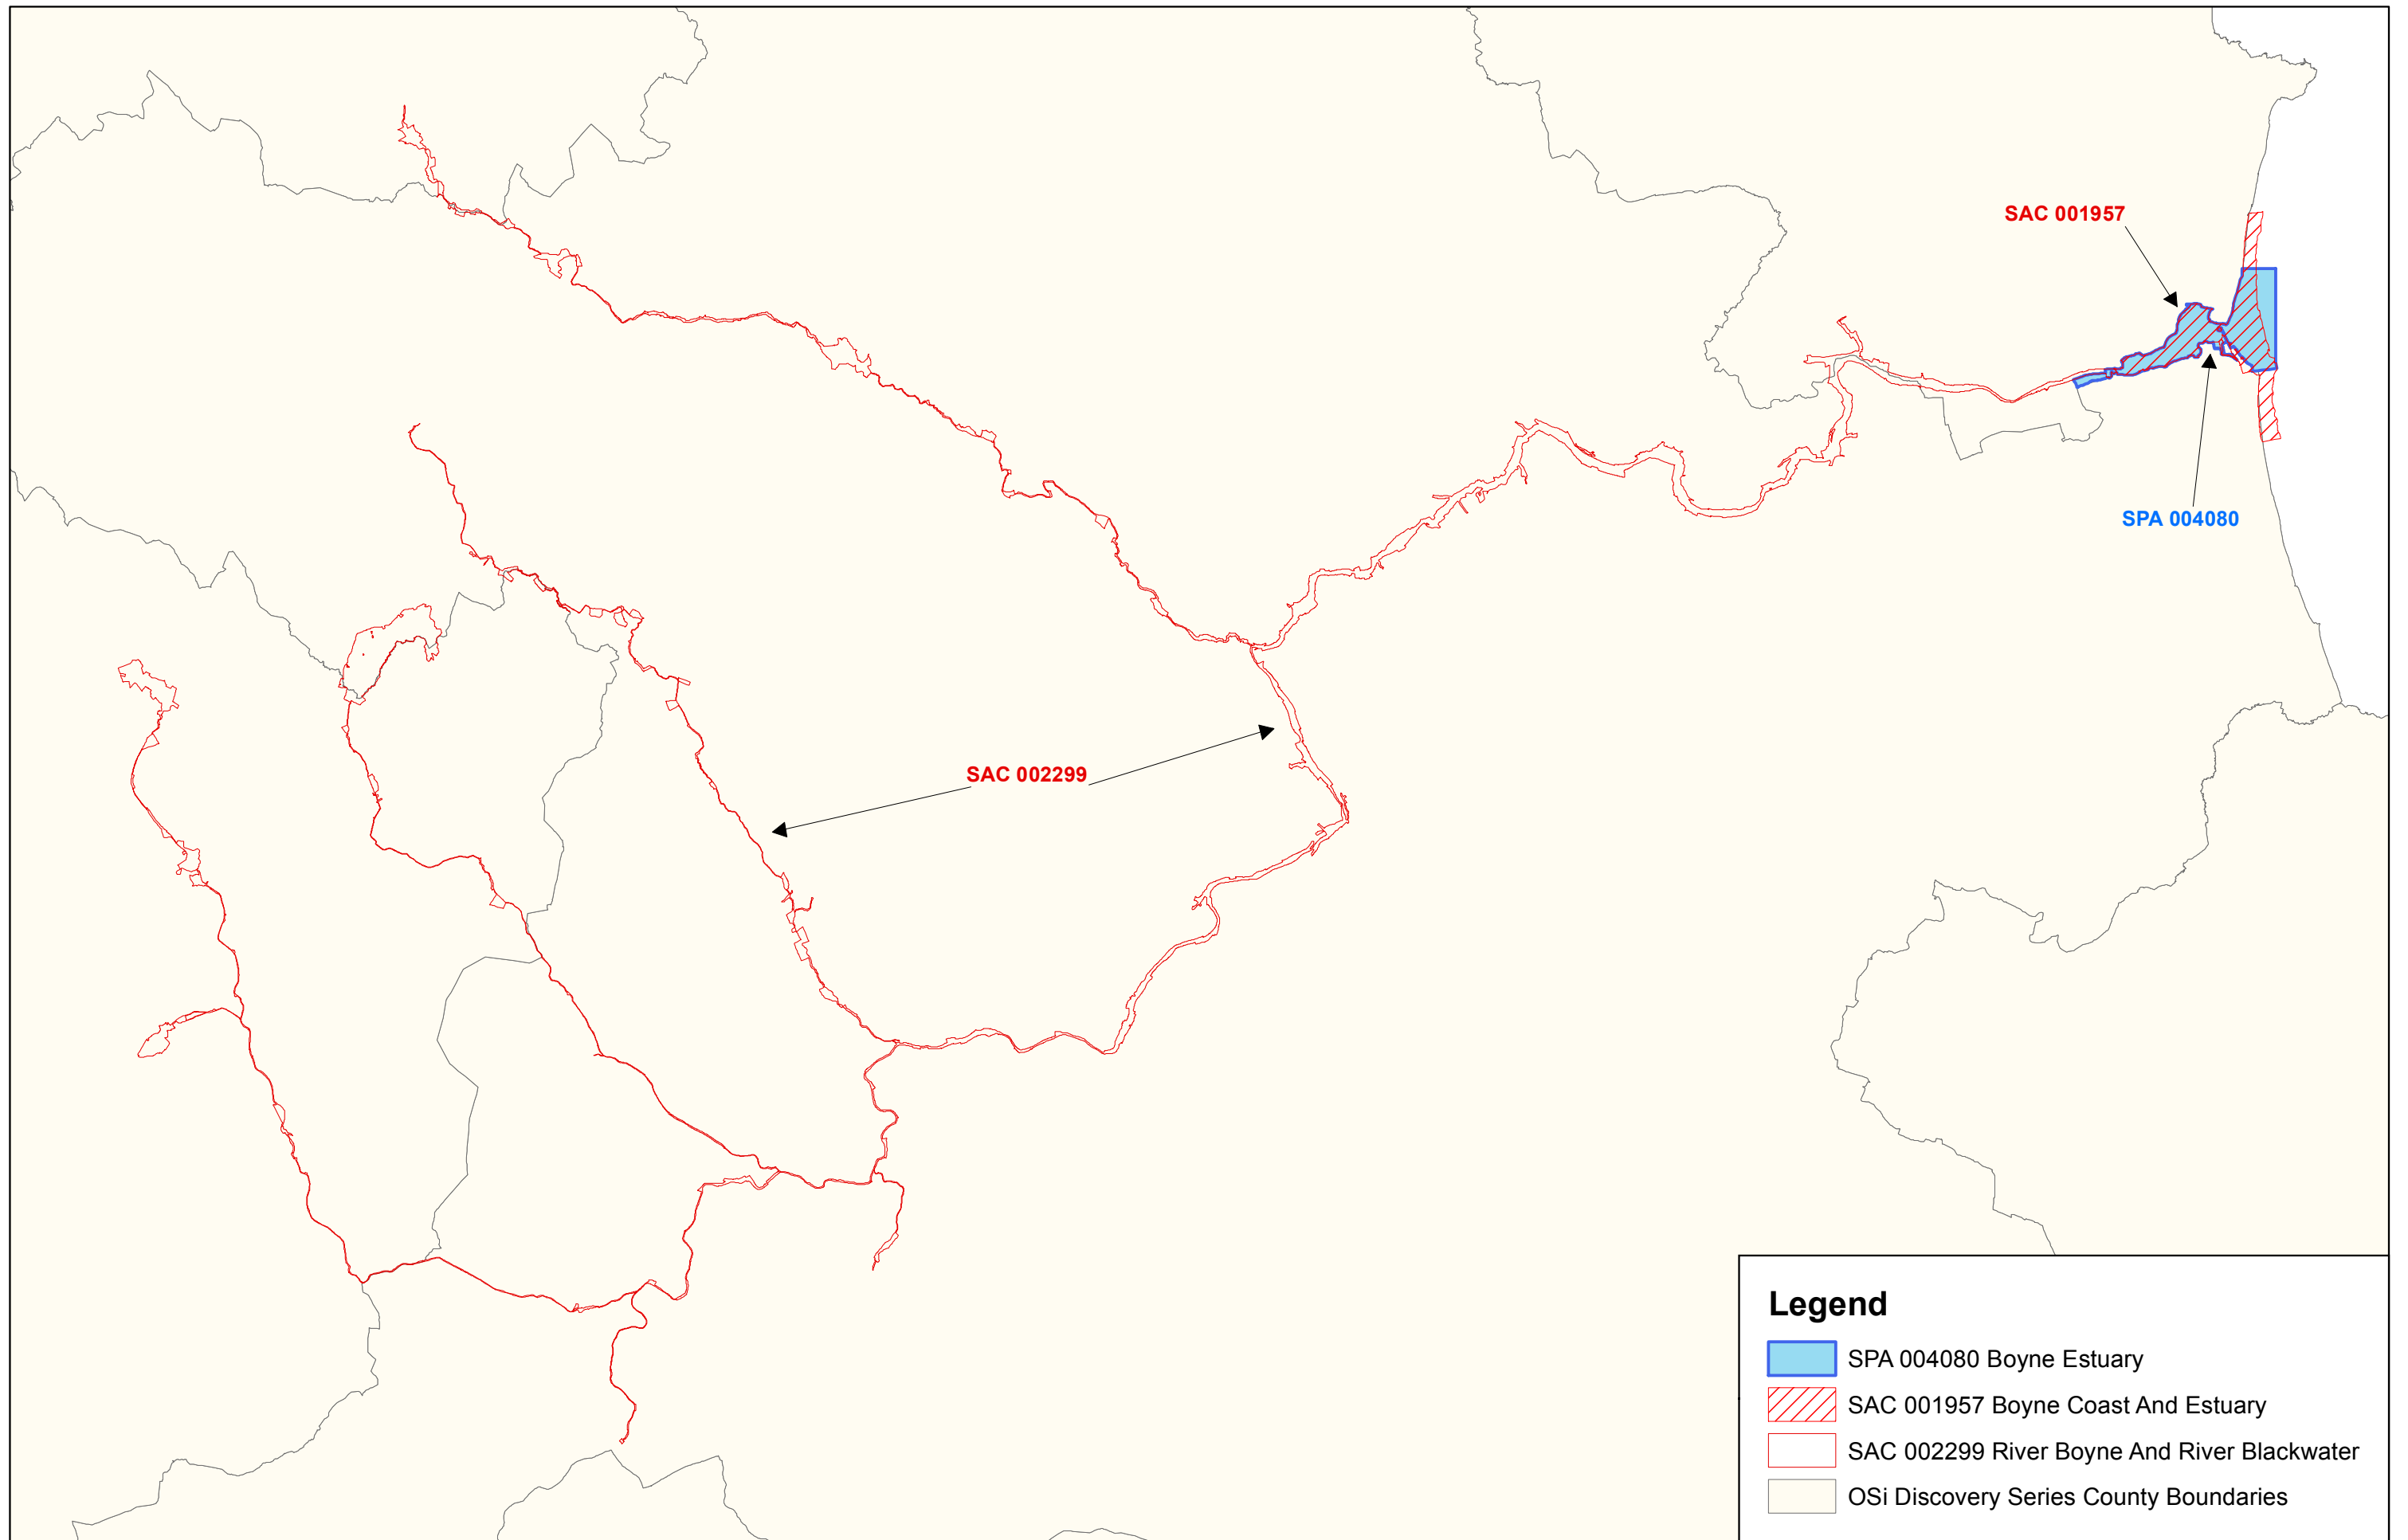 SAC 001957
SPA 004080
SAC 002299
Legend
SPA 004080 Boyne Estuary
SAC 001957 Boyne Coast And Estuary
SAC 002299 River Boyne And River Blackwater
OSi Discovery Series County Boundaries